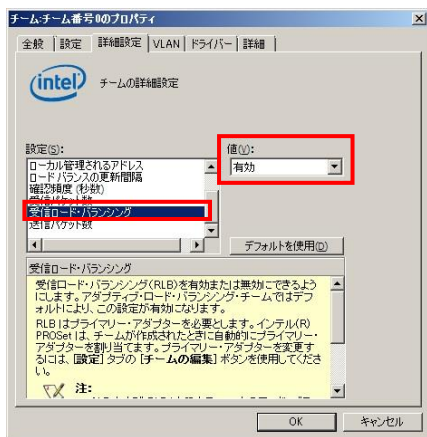 チーム:チーム番号0のプロパティ
全般
設定
詳細設定
VLAN
ドライバー
詳細
intel
チームの詳細設定
設定(S):
ローカル管理されるアドレス
ロード バランスの更新間隔
確認頻度 (秒数)
受信パケット数
受信ロード・バランシング
送信パケット数
値(V):
有効
デフォルトを使用(D)
受信ロード・バランシング
受信ロード・バランシング(RLB)を有効または無効にできるよう
にします。アダプティブ・ロード・バランシング・チームではデフ
ォルトにより、この設定が有効になります。
RLB はプライマリー・アダプターを必要とします。インテル(R)
PROSet は、チームが作成されたときに自動的にプライマリー・
アダプターを割り当てます。プライマリー・アダプターを変更す
るには、[設定] タブの [チームの編集] ボタンを使用してくださ
い。
注:
OK
キャンセル